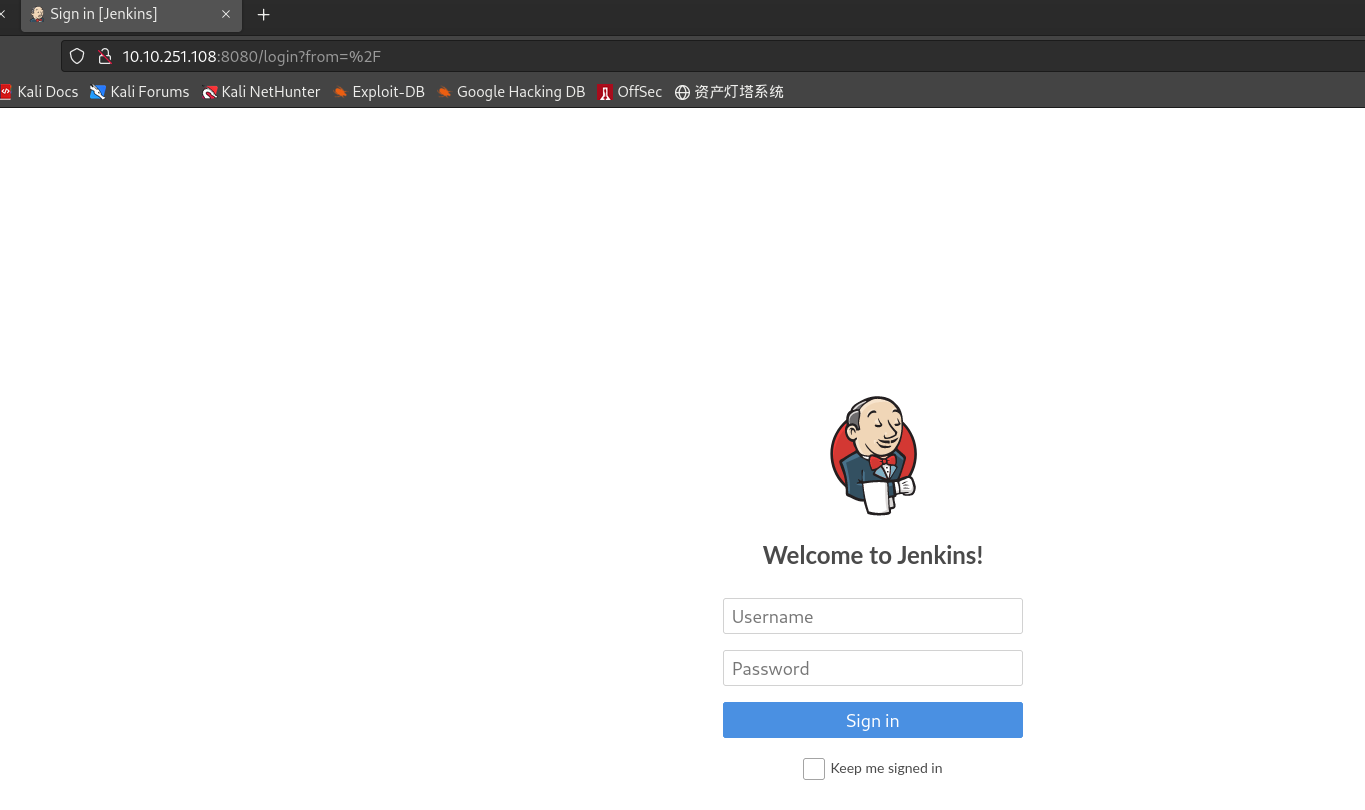 Sign in [Jenkins]
10.10.251.108:8080/login?from=%2F
Kali Docs Kali Forums Kali NetHunter Exploit-DB Google Hacking DB OffSec 资产灯塔系统
Welcome to Jenkins!
Username
Password
Sign in
Keep me signed in